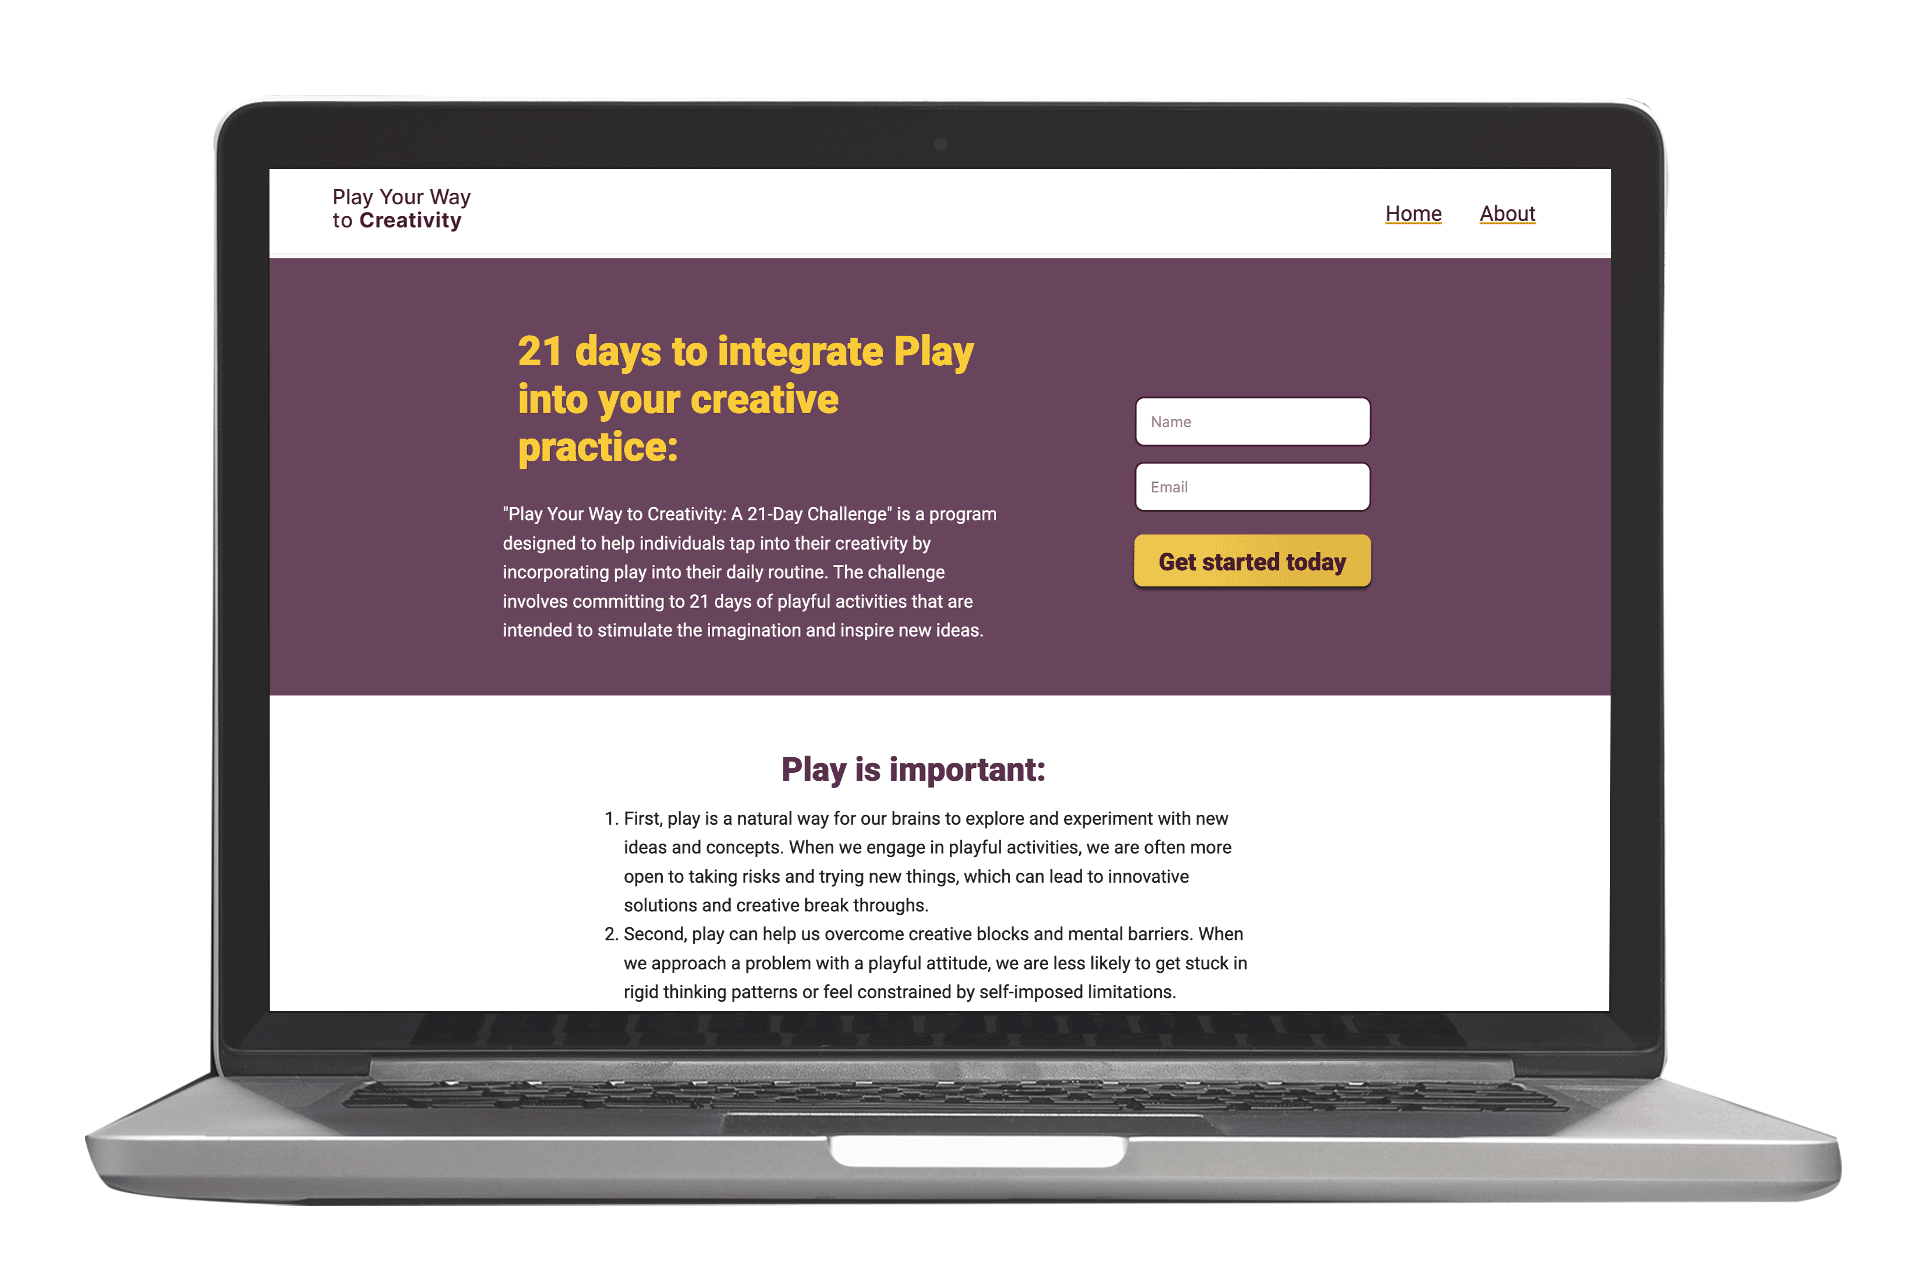 Play Your Way
to Creativity
Home About
21 days to integrate Play
into your creative
practice:
"Play Your Way to Creativity: A 21-Day Challenge" is a program
designed to help individuals tap into their creativity by
incorporating play into their daily routine. The challenge
involves committing to 21 days of playful activities that are
intended to stimulate the imagination and inspire new ideas.
Name
Email
Get started today
Play is important:
1. First, play is a natural way for our brains to explore and experiment with new
ideas and concepts. When we engage in playful activities, we are often more
open to taking risks and trying new things, which can lead to innovative
solutions and creative break throughs.
2. Second, play can help us overcome creative blocks and mental barriers. When
we approach a problem with a playful attitude, we are less likely to get stuck in
rigid thinking patterns or feel constrained by self-imposed limitations.